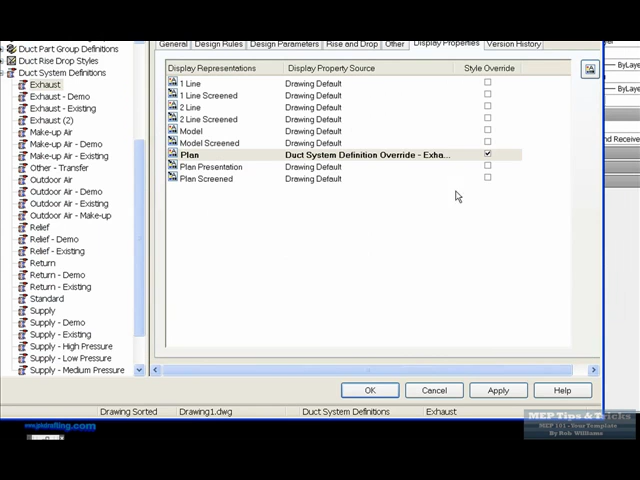 Duct Part Group Definitions
Duct Rise Drop Styles
Duct System Definitions
Exhaust
Exhaust - Demo
Exhaust - Existing
Exhaust (2)
Make-up Air
Make-up Air - Demo
Make-up Air - Existing
Other - Transfer
Outdoor Air
Outdoor Air - Demo
Outdoor Air - Existing
Outdoor Air - Make-up
Relief
Relief - Demo
Relief - Existing
Return
Return - Demo
Return - Existing
Standard
Supply
Supply - Demo
Supply - Existing
Supply - High Pressure
Supply - Low Pressure
Supply - Medium Pressure
General Design Rules Design Parameters Rise and Drop Other Display Properties Version History
Display Representations Display Property Source Style Override
1 Line Drawing Default
1 Line Screened Drawing Default
2 Line Drawing Default
2 Line Screened Drawing Default
Model Drawing Default
Model Screened Drawing Default
Plan Duct System Definition Override - Exha...
Plan Presentation Drawing Default
Plan Screened Drawing Default
OK Cancel Apply Help
Drawing Sorted Drawing1.dwg Duct System Definitions Exhaust
ByLayer
ByLaye
nd Receive
MEP Tips & Tricks
MEP 101 - Your Template
By Rob Williams